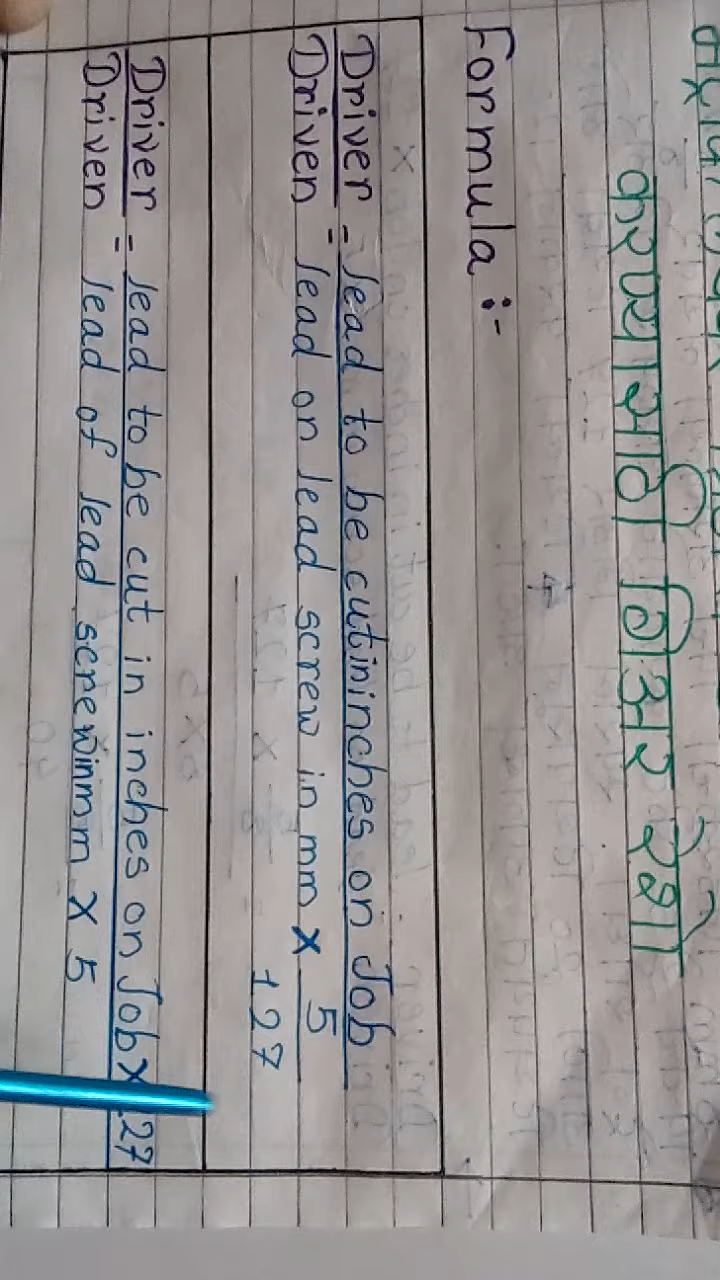 करण्यासाठी गिअर रेशो
Formula :-
Driver = lead to be cut in inches on Job
Driven lead on lead screw in mm x 5
127
Driver = lead to be cut in inches on Job x 127
Driven lead of lead screw in mm x 5